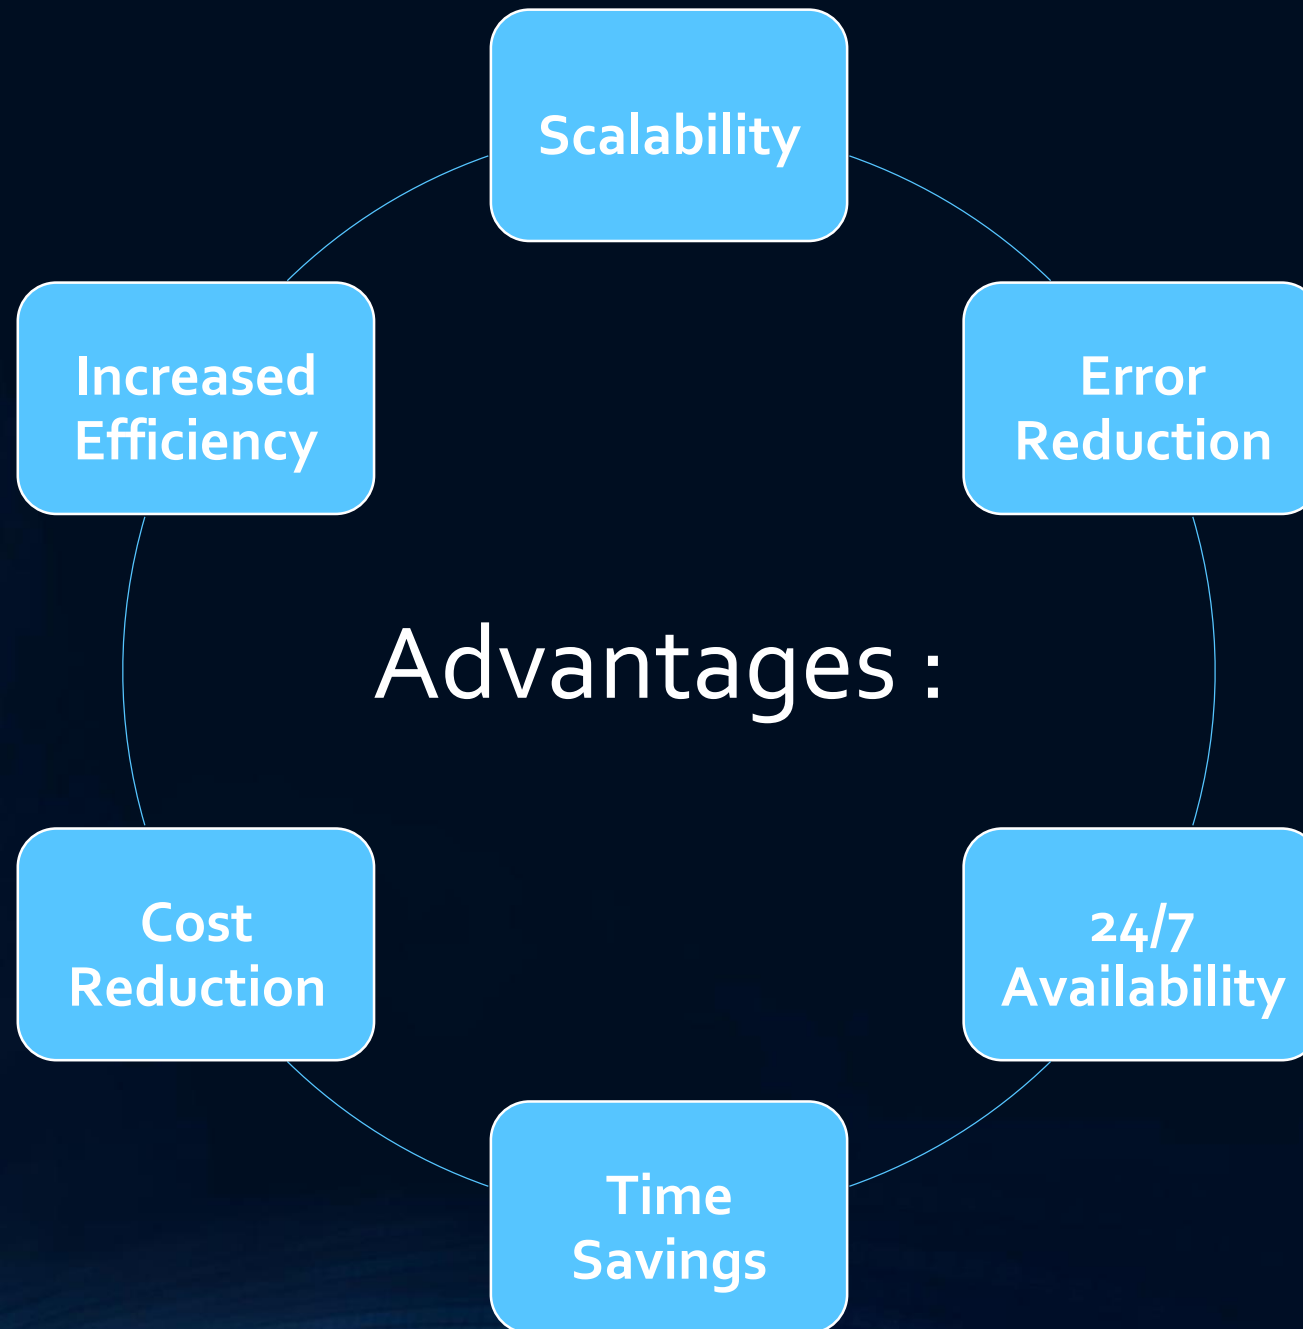 Scalability
Increased
Efficiency
Error
Reduction
Advantages :
Cost
Reduction
24/7
Availability
Time
Savings